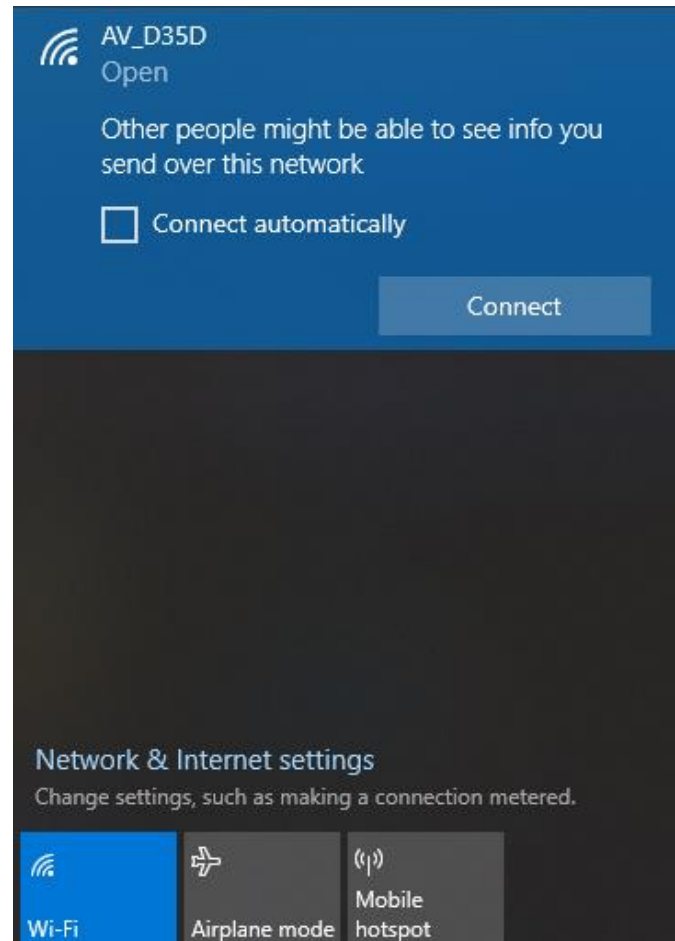 AV_D35D
Open
Other people might be able to see info you
send over this network
Connect automatically
Connect
Network & Internet settings
Change settings, such as making a connection metered.
Wi-Fi
Airplane mode
Mobile
hotspot